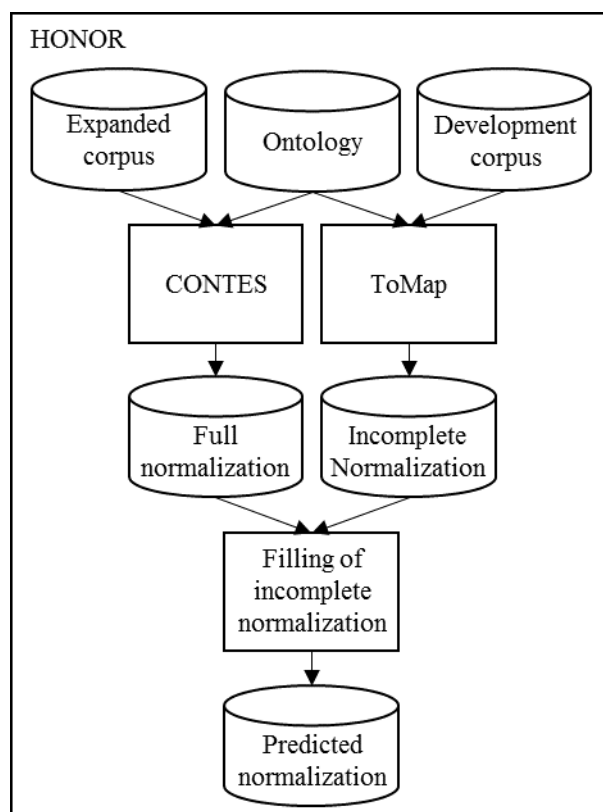 HONOR
Expanded
corpus
Ontology
Development
corpus
CONTES
ToMap
Full
normalization
Incomplete
Normalization
Filling of
incomplete
normalization
Predicted
normalization